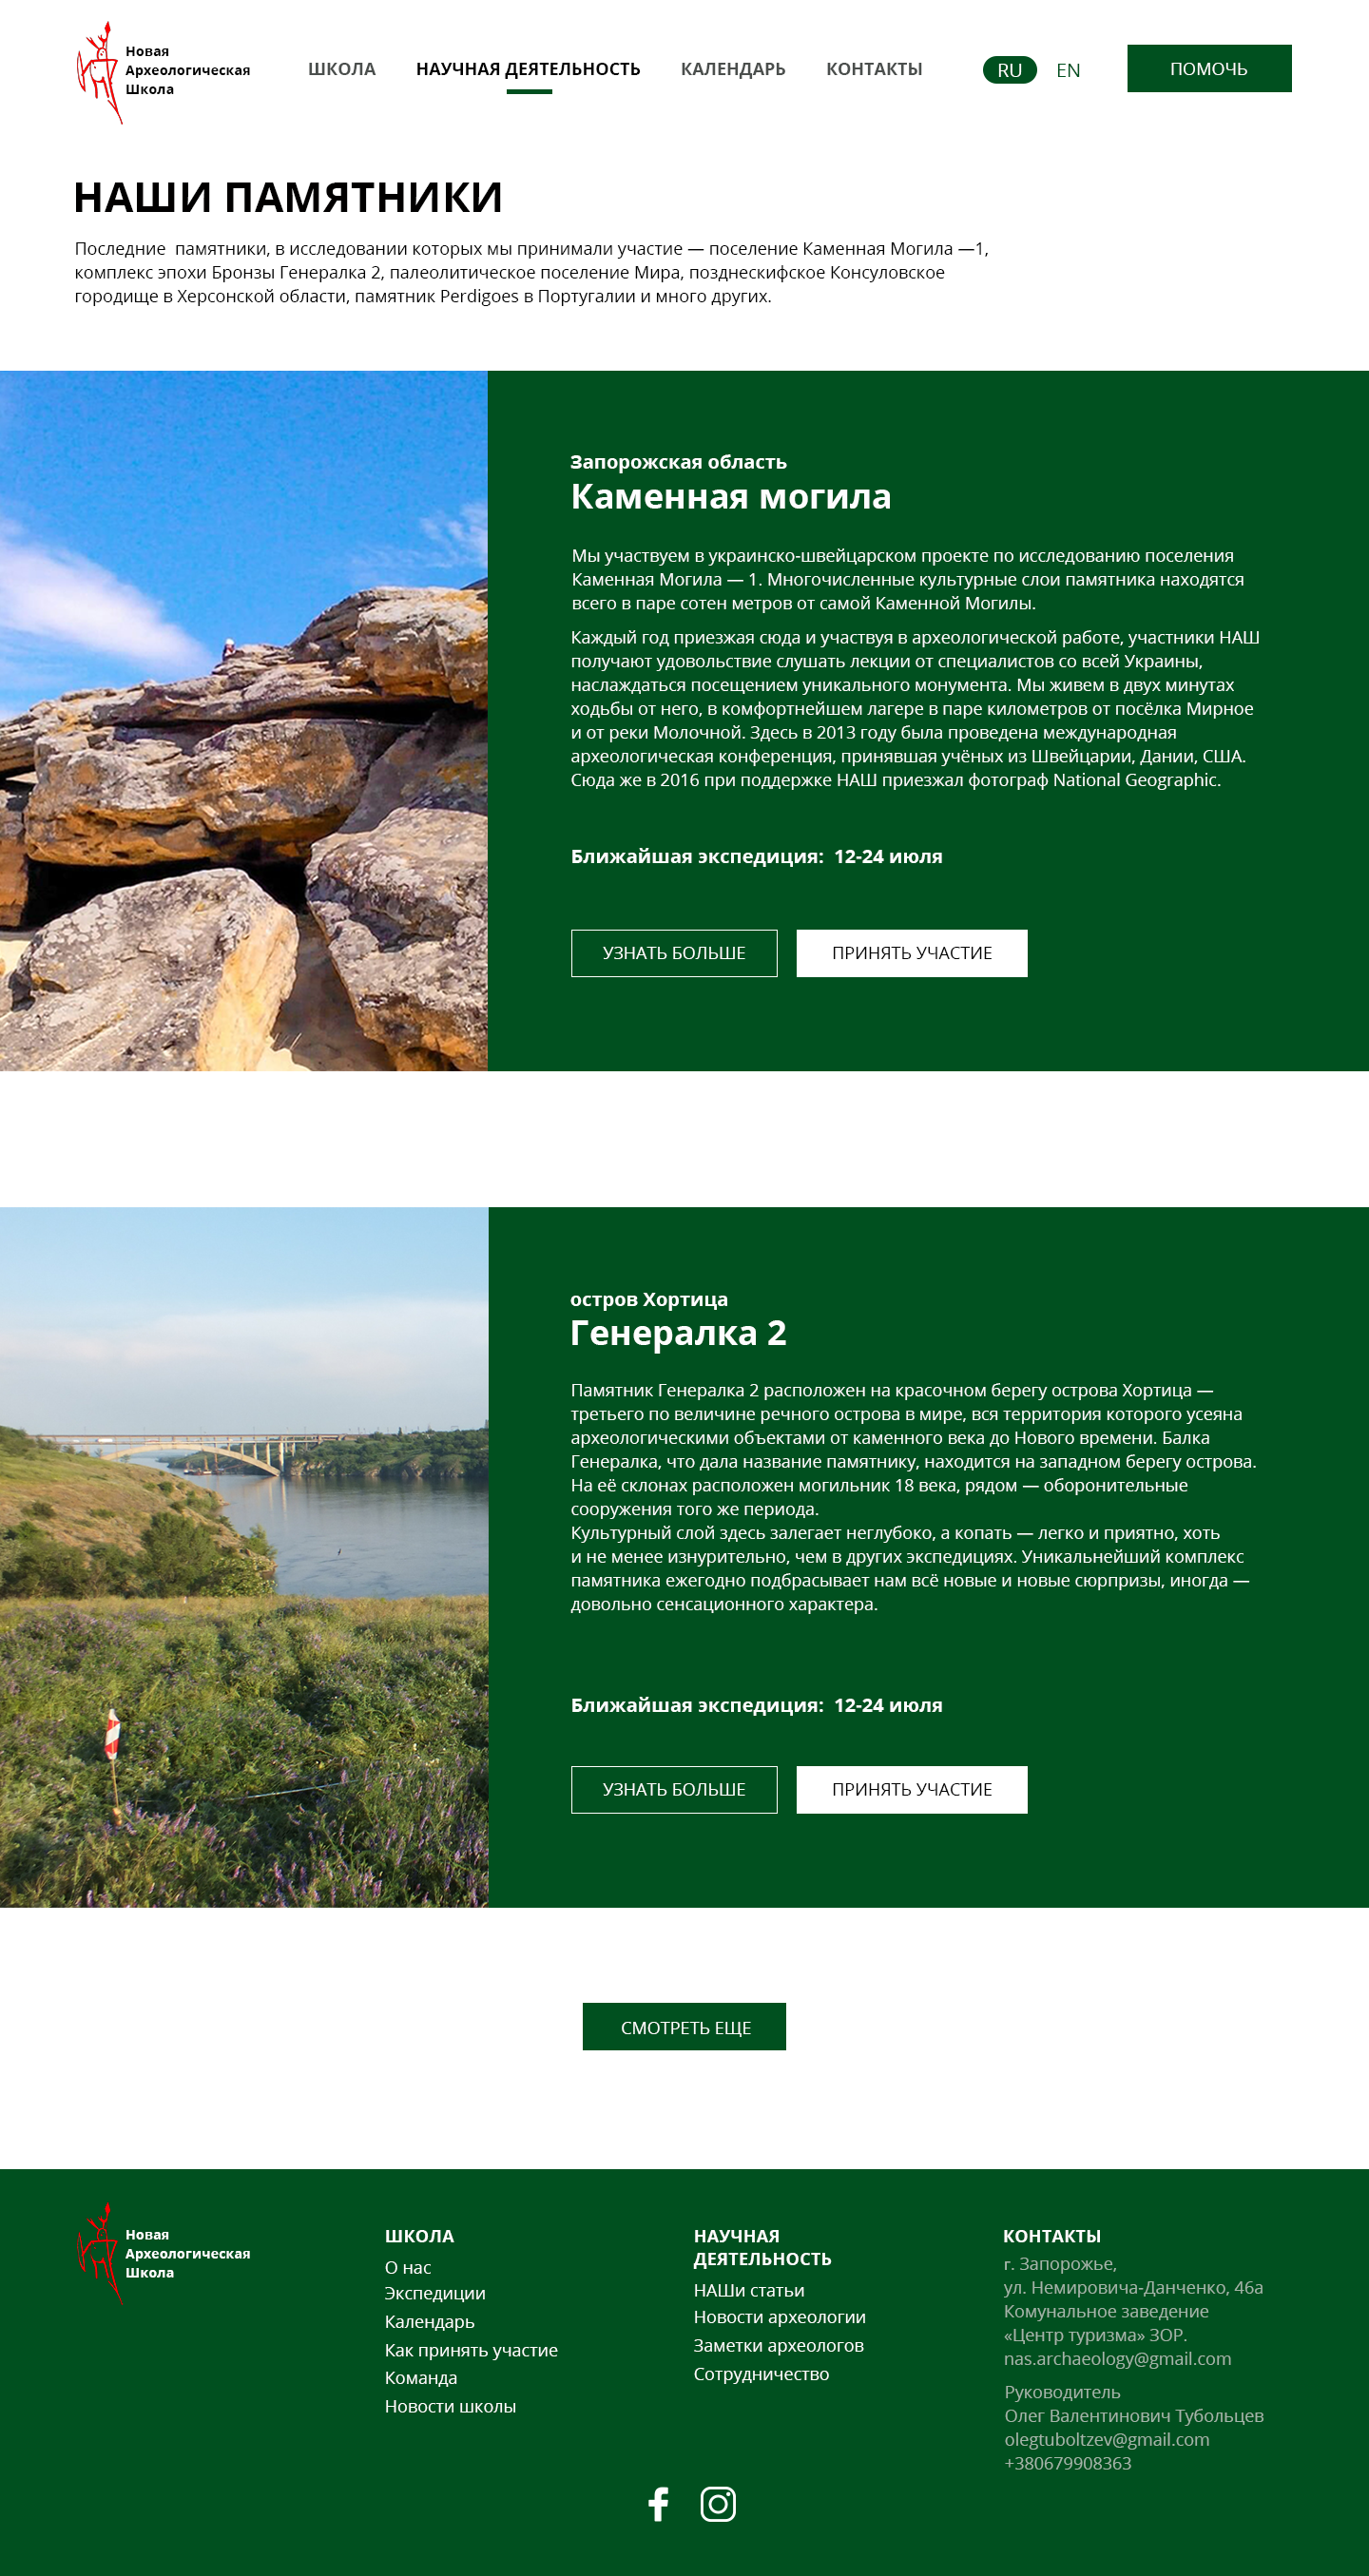 Новая
Археологическая
Школа
ШКОЛА
НАУЧНАЯ ДЕЯТЕЛЬНОСТЬ
КАЛЕНДАРЬ
КОНТАКТЫ
RU
EN
ПОМОЧЬ
НАШИ ПАМЯТНИКИ
Последние памятники, в исследовании которых мы принимали участие — поселение Каменная Могила —1,
комплекс эпохи Бронзы Генералка 2, палеолитическое поселение Мира, позднескифское Консуловское
городище в Херсонской области, памятник Perdigoes в Португалии и много других.
Запорожская область
Каменная могила
Мы участвуем в украинско-швейцарском проекте по исследованию поселения
Каменная Могила — 1. Многочисленные культурные слои памятника находятся
всего в паре сотен метров от самой Каменной Могилы.
Каждый год приезжая сюда и участвуя в археологической работе, участники НАШ
получают удовольствие слушать лекции от специалистов со всей Украины,
наслаждаться посещением уникального монумента. Мы живем в двух минутах
ходьбы от него, в комфортнейшем лагере в паре километров от посёлка Мирное
и от реки Молочной. Здесь в 2013 году была проведена международная
археологическая конференция, принявшая учёных из Швейцарии, Дании, США.
Сюда же в 2016 при поддержке НАШ приезжал фотограф National Geographic.
Ближайшая экспедиция: 12-24 июля
УЗНАТЬ БОЛЬШЕ
ПРИНЯТЬ УЧАСТИЕ
остров Хортица
Генералка 2
Памятник Генералка 2 расположен на красочном берегу острова Хортица —
третьего по величине речного острова в мире, вся территория которого усеяна
археологическими объектами от каменного века до Нового времени. Балка
Генералка, что дала название памятнику, находится на западном берегу острова.
На её склонах расположен могильник 18 века, рядом — оборонительные
сооружения того же периода.
Культурный слой здесь залегает неглубоко, а копать — легко и приятно, хоть
и не менее изнурительно, чем в других экспедициях. Уникальнейший комплекс
памятника ежегодно подбрасывает нам всё новые и новые сюрпризы, иногда —
довольно сенсационного характера.
Ближайшая экспедиция: 12-24 июля
УЗНАТЬ БОЛЬШЕ
ПРИНЯТЬ УЧАСТИЕ
СМОТРЕТЬ ЕЩЕ
Новая
Археологическая
Школа
ШКОЛА
О нас
Экспедиции
Календарь
Как принять участие
Команда
Новости школы
НАУЧНАЯ
ДЕЯТЕЛЬНОСТЬ
НАШи статьи
Новости археологии
Заметки археологов
Сотрудничество
КОНТАКТЫ
г. Запорожье,
ул. Немировича-Данченко, 46а
Комунальное заведение
«Центр туризма» ЗОР.
nas.archaeology@gmail.com
Руководитель
Олег Валентинович Тубольцев
olegtuboltzev@gmail.com
+380679908363